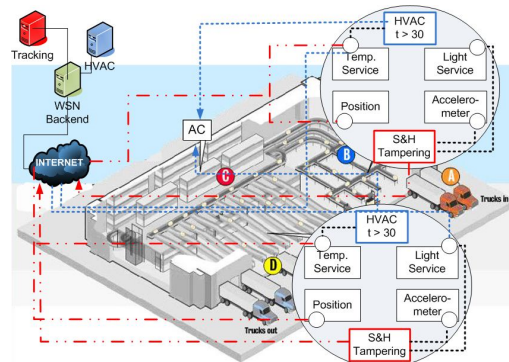 Tracking
HVAC
WSN
Backend
INTERNET
AC
HVAC
t > 30
Temp.
Service
Light
Service
Position
Accelero-
meter
S&H
Tampering
A
B
C
D
Trucks in
Trucks out
HVAC
t > 30
Temp.
Service
Light
Service
Position
Accelero-
meter
S&H
Tampering